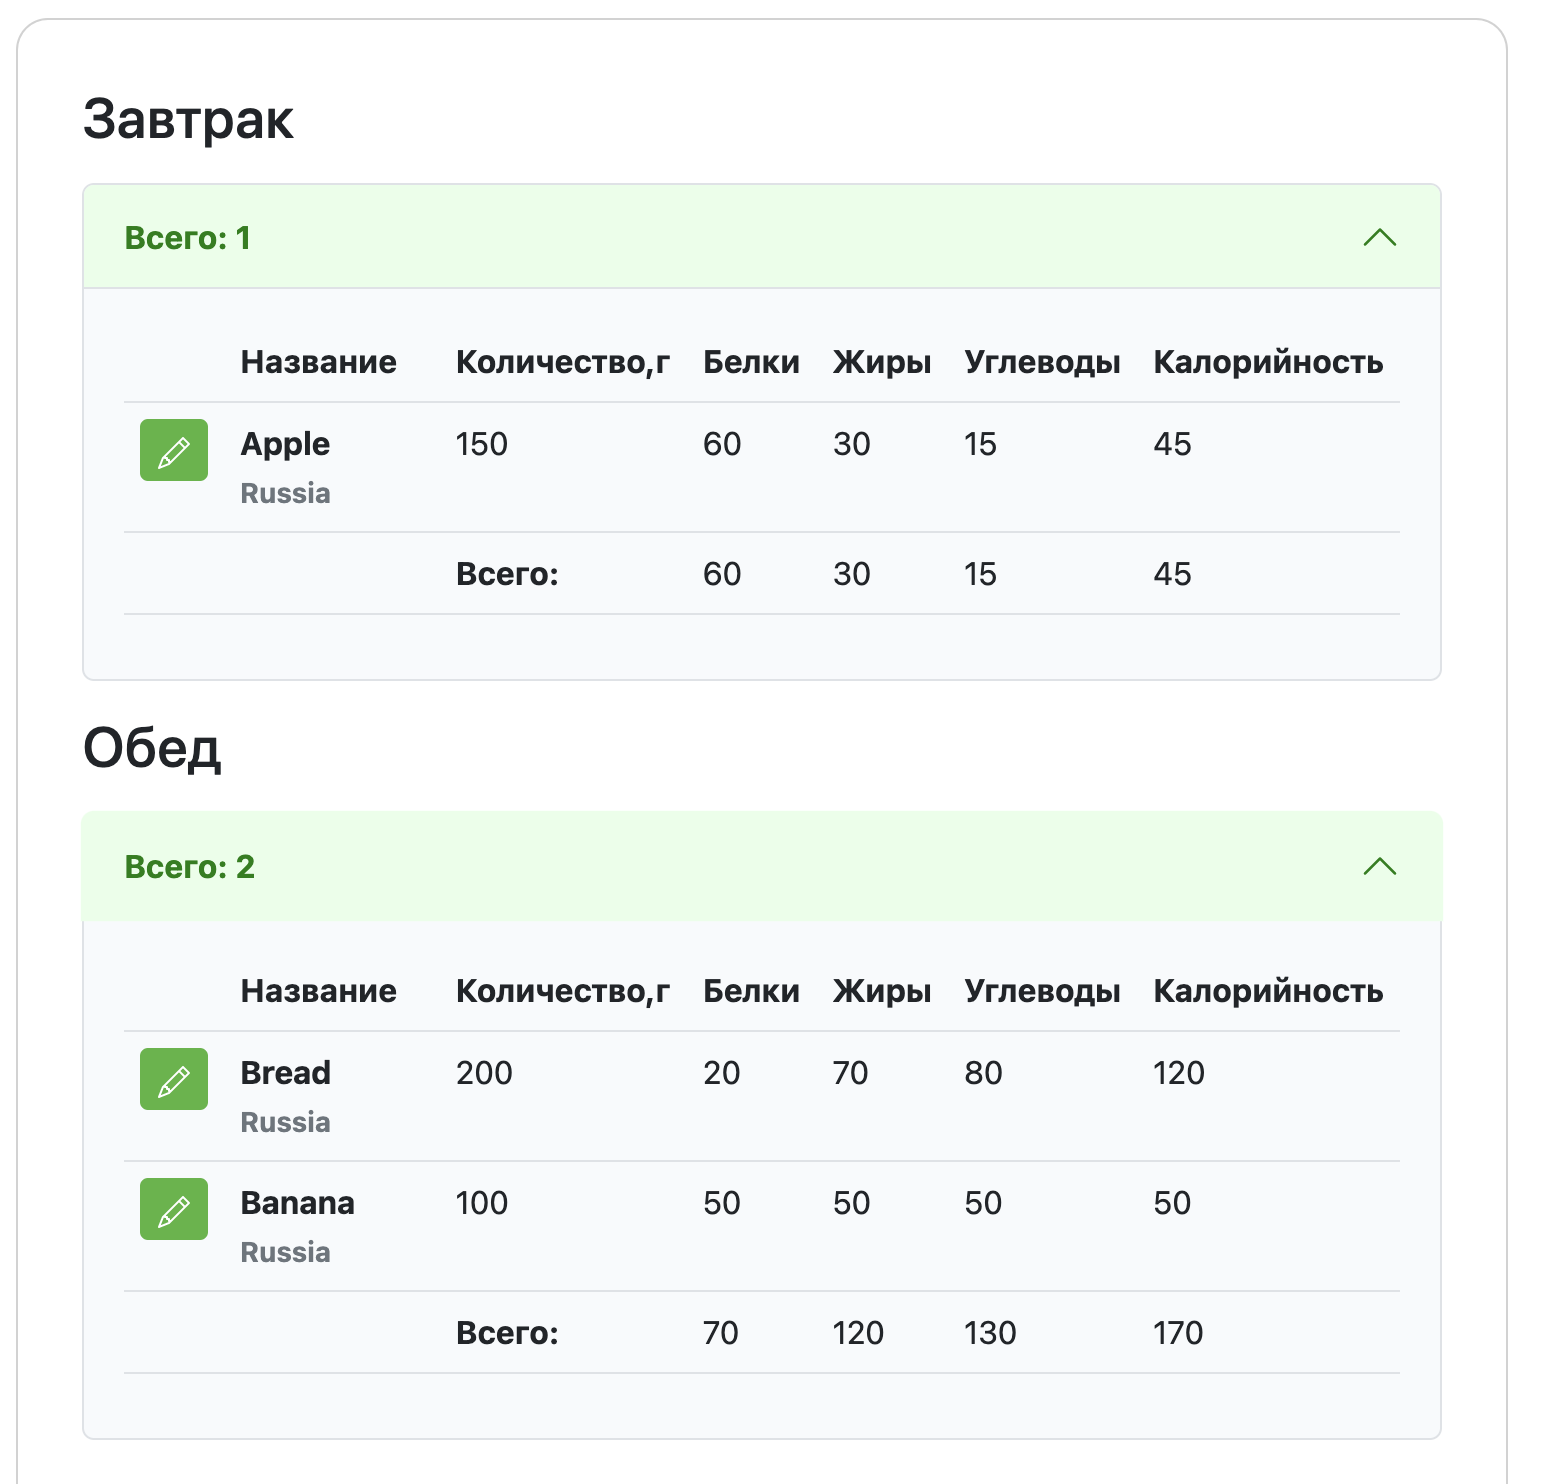 Завтрак
Всего: 1
Название Количество,г Белки Жиры Углеводы Калорийность
Apple 150 60 30 15 45
Russia
Всего: 60 30 15 45
Обед
Всего: 2
Название Количество,г Белки Жиры Углеводы Калорийность
Bread 200 20 70 80 120
Russia
Banana 100 50 50 50 50
Russia
Всего: 70 120 130 170